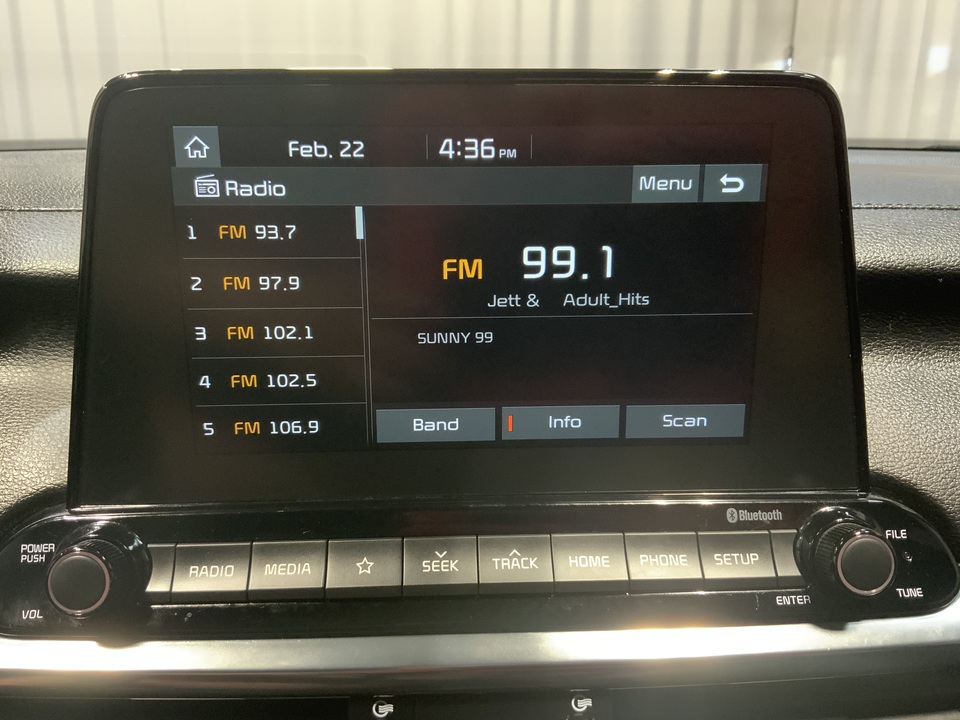 Feb. 22 4:36 PM
Radio Menu
1 FM 93.7
2 FM 97.9
3 FM 102.1
4 FM 102.5
5 FM 106.9
FM 99.1
Jett & Adult_Hits
SUNNY 99
Band Info Scan
Bluetooth
POWER
PUSH
VOL
RADIO MEDIA SEEK TRACK HOME PHONE SETUP
FILE
TUNE
ENTER